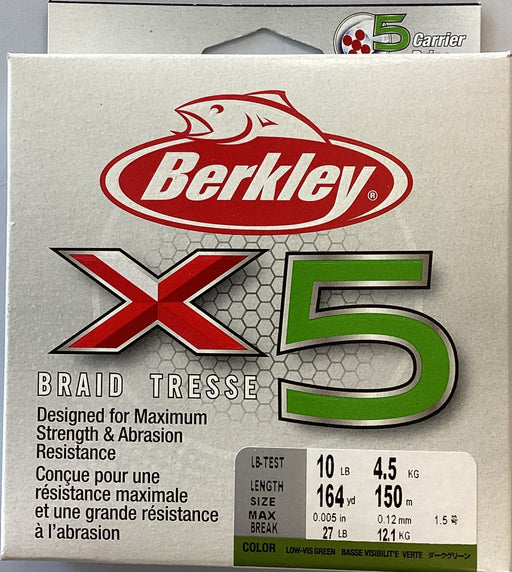 5 Carrier
Berkley®
X5
BRAID TRESSE
Designed for Maximum
Strength & Abrasion
Resistance
Conçue pour une
résistance maximale
et une grande résistance
à l'abrasion
LB-TEST 10 LB 4.5 KG
LENGTH 164 yd 150 m
SIZE 0.005 in 0.12 mm 1.5号
MAX BREAK 27 LB 12.1 KG
COLOR LOW-VIS GREEN BASSE VISIBILIT'E VERTE ダークグリーン